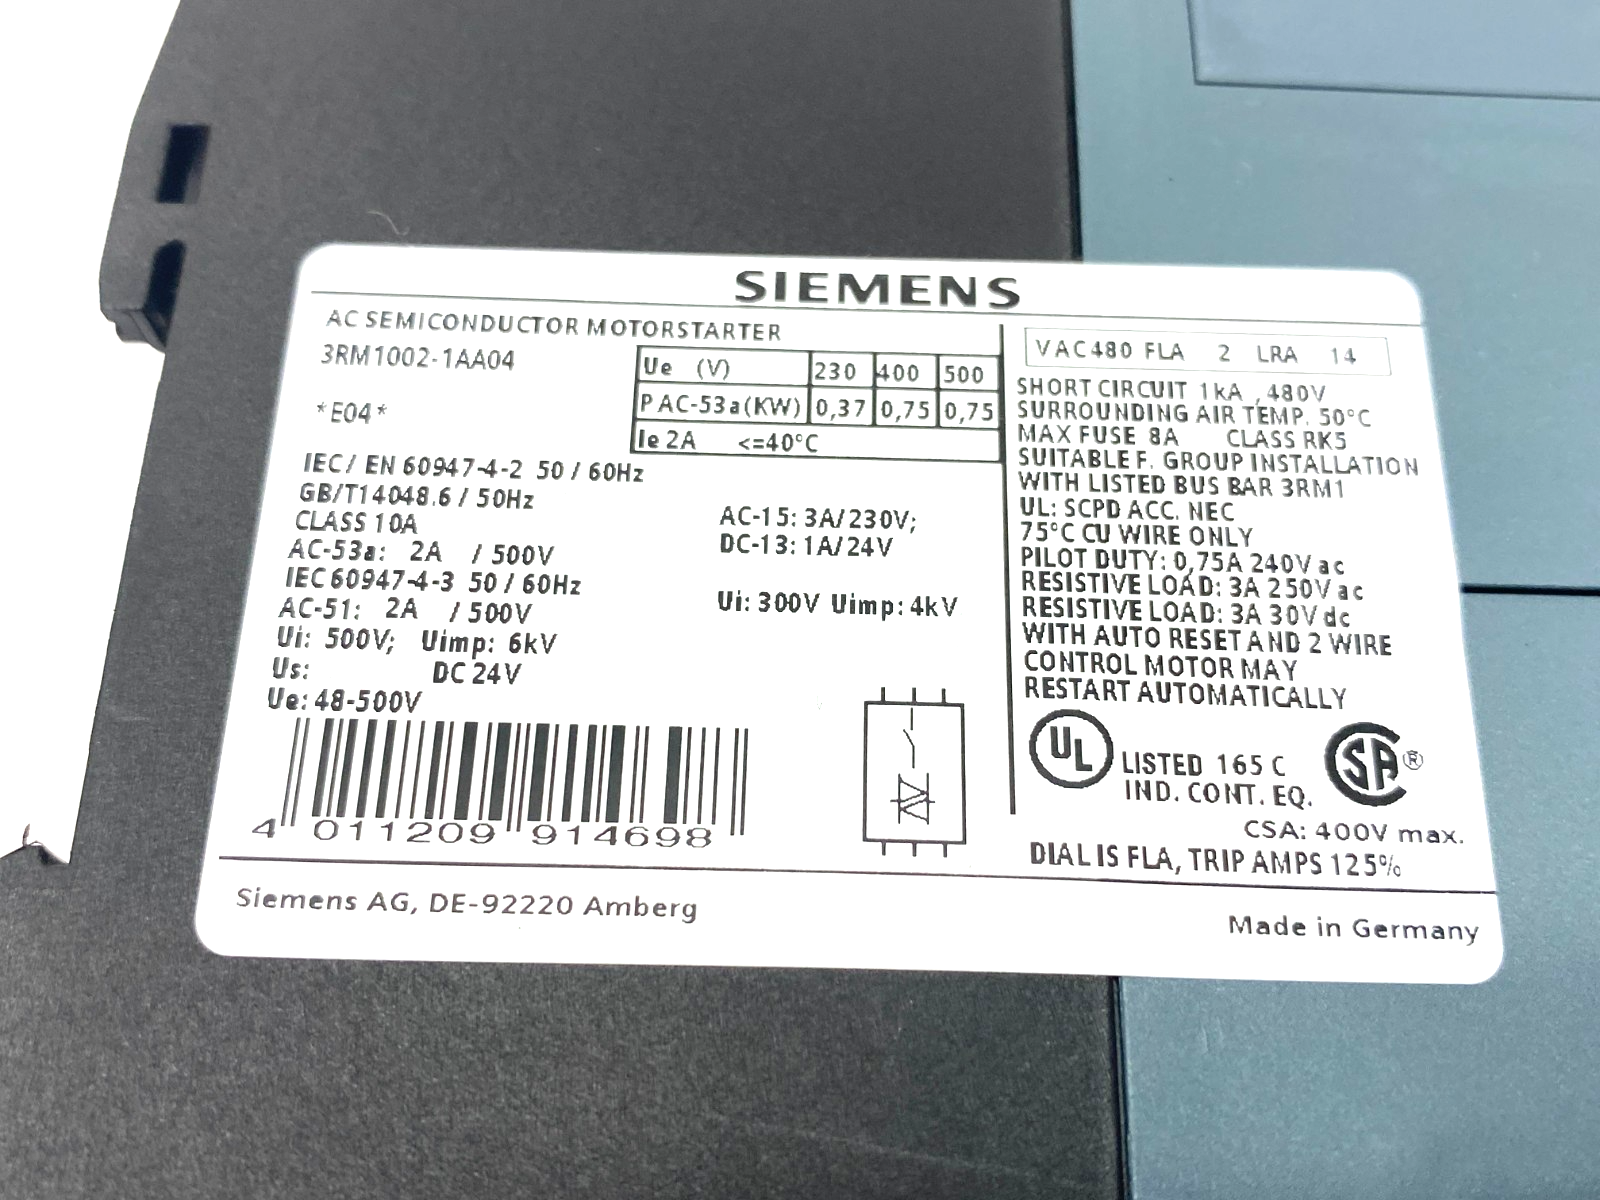 SIEMENS
AC SEMICONDUCTOR MOTORSTARTER
3RM1002-1AA04
*E04*
Ue (V) 230 400 500
P AC-53a(KW) 0,37 0,75 0,75
Ie 2A <=40°C
IEC/ EN 60947-4-2 50 / 60Hz
GB/T14048.6 / 50Hz
CLASS 10A
AC-53a: 2A / 500V
IEC 60947-4-3 50 / 60Hz
AC-51: 2A / 500V
Ui: 500V; Uimp: 6kV
Us: DC 24V
Ue: 48-500V
AC-15: 3A/230V;
DC-13: 1A/24V
Ui: 300V Uimp: 4kV
4 011209 914698
VAC480 FLA 2 LRA 14
SHORT CIRCUIT 1kA , 480V
SURROUNDING AIR TEMP. 50°C
MAX FUSE 8A CLASS RK5
SUITABLE F. GROUP INSTALLATION
WITH LISTED BUS BAR 3RM1
UL: SCPD ACC. NEC
75°C CU WIRE ONLY
PILOT DUTY: 0,75A 240V ac
RESISTIVE LOAD: 3A 250V ac
RESISTIVE LOAD: 3A 30V dc
WITH AUTO RESET AND 2 WIRE
CONTROL MOTOR MAY
RESTART AUTOMATICALLY
UL LISTED 165 C
IND. CONT. EQ.
SA ®
CSA: 400V max.
DIAL IS FLA, TRIP AMPS 125%
Siemens AG, DE-92220 Amberg
Made in Germany